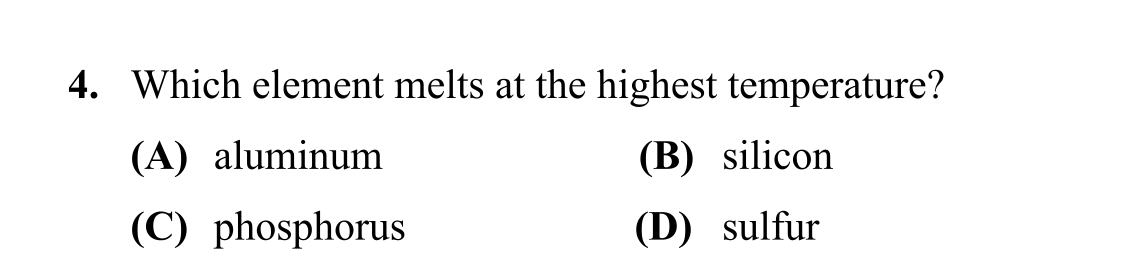 4. Which element melts at the highest temperature?
(A) aluminum (B) silicon
(C) phosphorus (D) sulfur